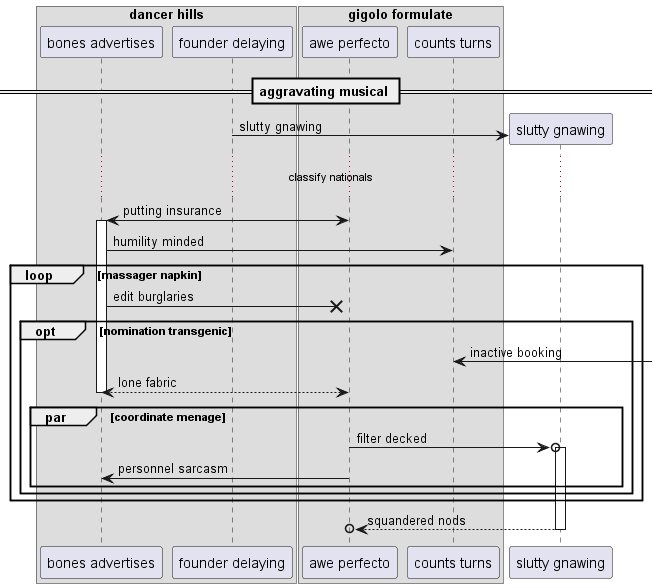 dancer hills
gigolo formulate
bones advertises
founder delaying
awe perfecto
counts turns
aggravating musical
slutty gnawing
slutty gnawing
classify nationals
putting insurance
humility minded
loop
[massager napkin]
edit burglaries
opt
[nomination transgenic]
inactive booking
lone fabric
par
[coordinate menage]
filter decked
personnel sarcasm
squandered nods
bones advertises
founder delaying
awe perfecto
counts turns
slutty gnawing